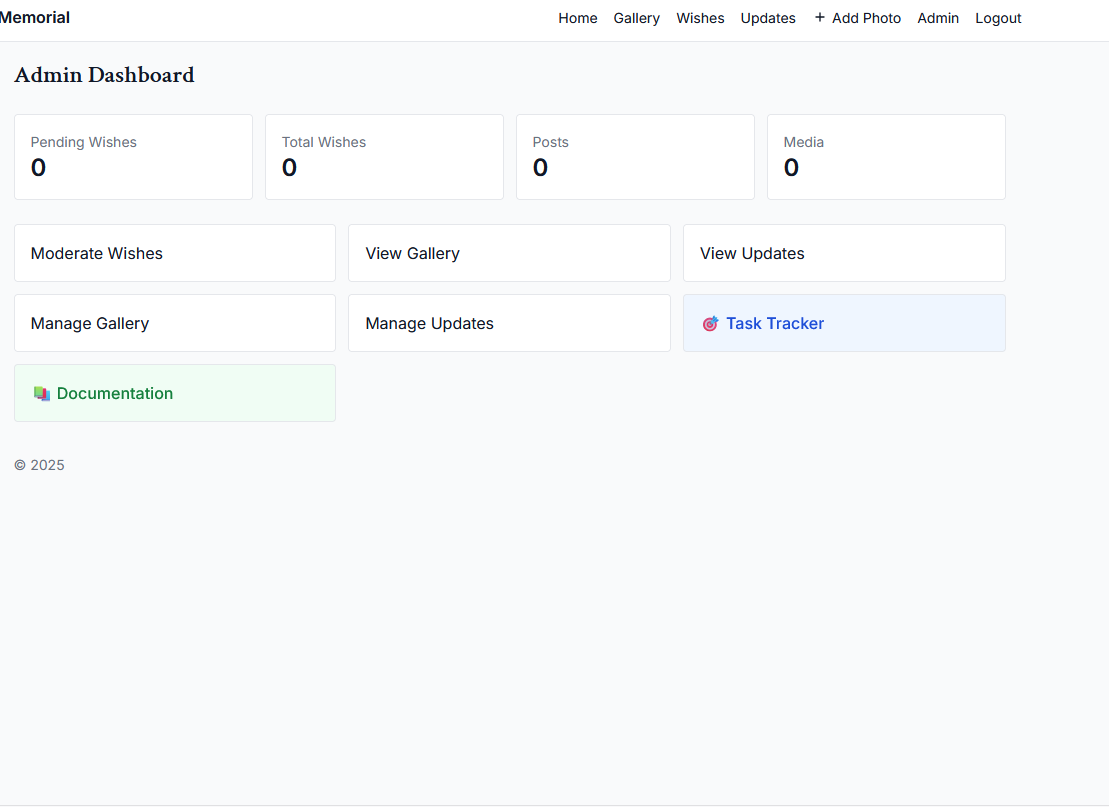 Memorial Home Gallery Wishes Updates + Add Photo Admin Logout
Admin Dashboard
Pending Wishes Total Wishes Posts Media
0 0 0 0
Moderate Wishes View Gallery View Updates
Manage Gallery Manage Updates 🎯 Task Tracker
📚 Documentation
© 2025